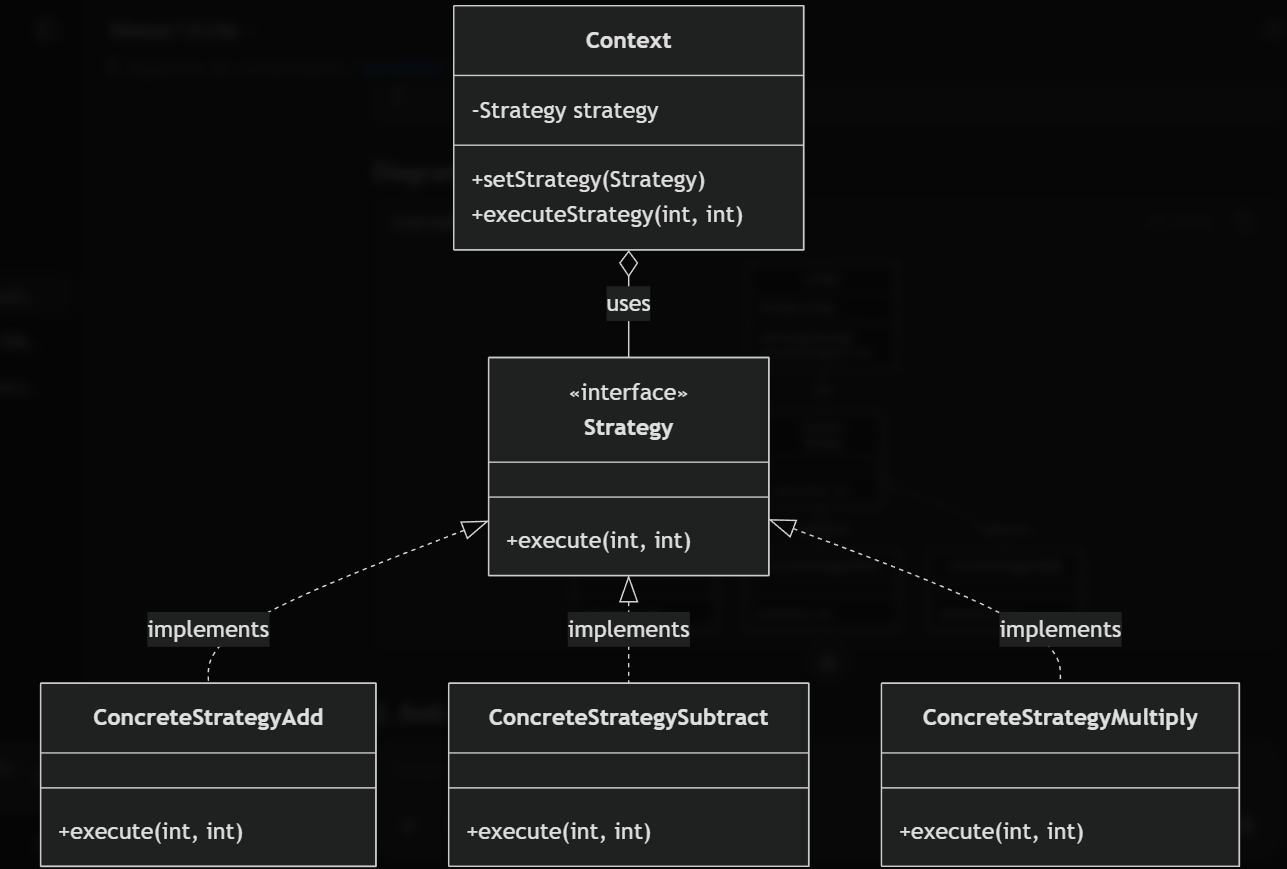 Context
-Strategy strategy
+setStrategy(Strategy)
+executeStrategy(int, int)
uses
«interface»
Strategy
+execute(int, int)
implements
implements
implements
ConcreteStrategyAdd
+execute(int, int)
ConcreteStrategySubtract
+execute(int, int)
ConcreteStrategyMultiply
+execute(int, int)